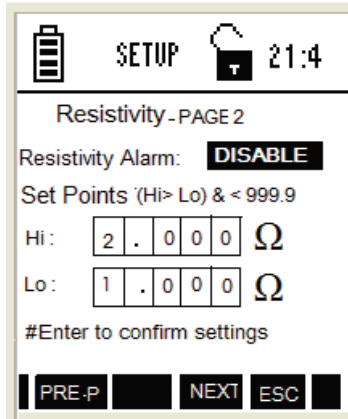 SETUP T 21:4
Resistivity - PAGE 2
Resistivity Alarm: DISABLE
Set Points (Hi> Lo) & < 999.9
Hi : 2 . 0 0 0 Ω
Lo : 1 . 0 0 0 Ω
#Enter to confirm settings
PRE-P NEXT ESC